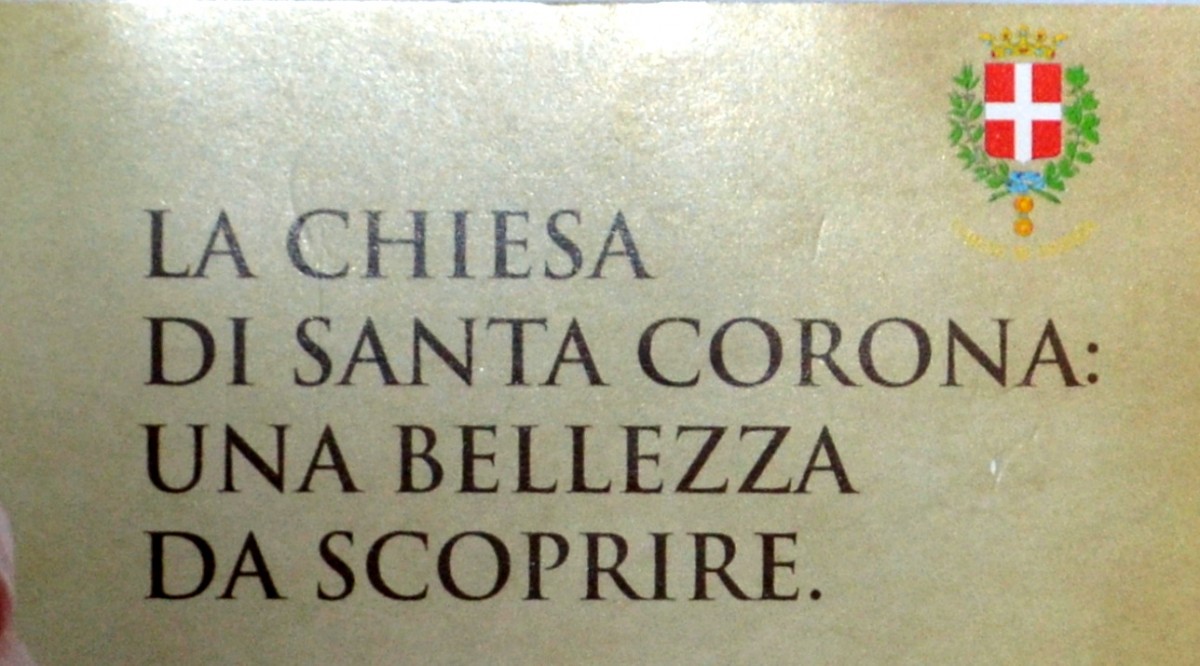 LA CHIESA
DI SANTA CORONA:
UNA BELLEZZA
DA SCOPRIRE.